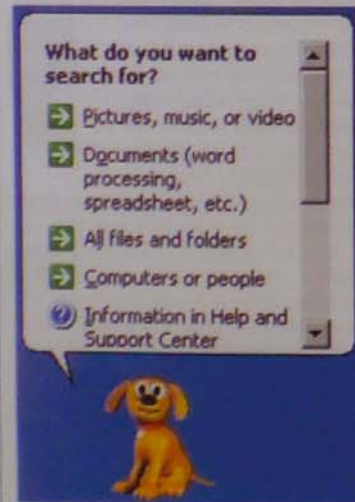 What do you want to
search for?
Pictures, music, or video
Documents (word
processing,
spreadsheet, etc.)
All files and folders
Computers or people
Information in Help and
Support Center